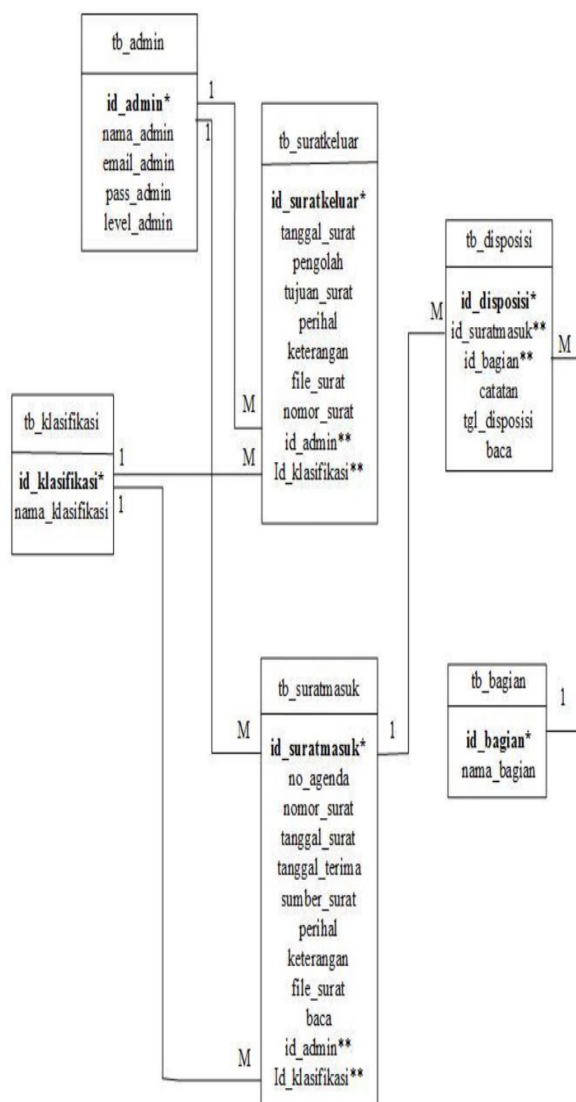 tb_admin
id_admin*
nama_admin
email_admin
pass_admin
level_admin
1
1
tb_suratkeluar
id_suratkeluar*
tanggal_surat
pengolah
tujuan_surat
perihal
keterangan
file_surat
nomor_surat
id_admin**
Id_klasifikasi**
M
M
tb_klasifikasi
id_klasifikasi*
nama_klasifikasi
1
1
tb_disposisi
id_disposisi*
id_suratmasuk**
id_bagian**
catatan
tgl_disposisi
baca
M
M
tb_suratmasuk
id_suratmasuk*
no_agenda
nomor_surat
tanggal_surat
tanggal_terima
sumber_surat
perihal
keterangan
file_surat
baca
id_admin**
Id_klasifikasi**
M
M
1
tb_bagian
id_bagian*
nama_bagian
1